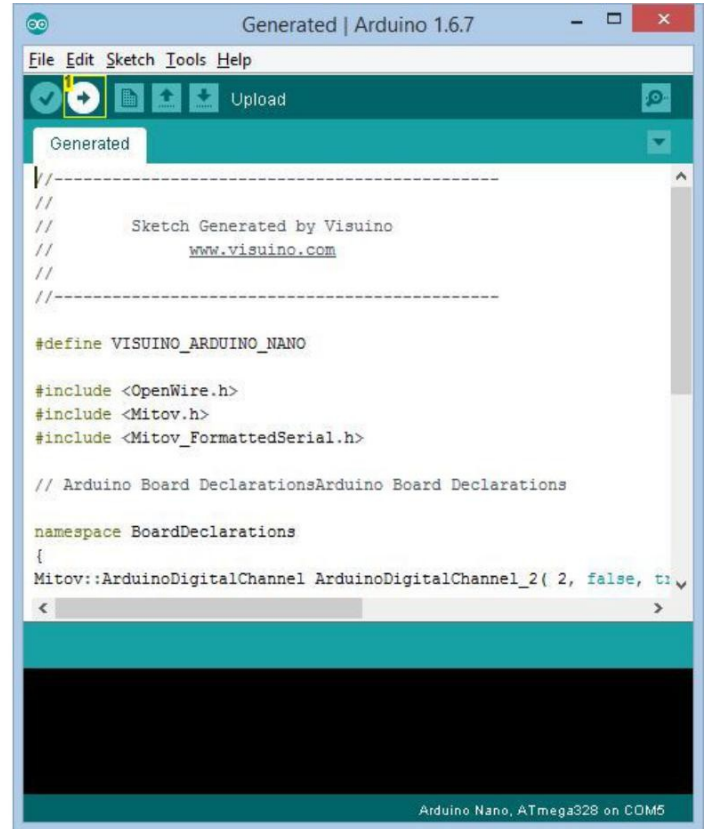 Generated | Arduino 1.6.7
File Edit Sketch Tools Help
1
Upload
Generated
//----------------------------------------------
//
//        Sketch Generated by Visuino
//              www.visuino.com
//
//----------------------------------------------
#define VISUINO_ARDUINO_NANO
#include <OpenWire.h>
#include <Mitov.h>
#include <Mitov_FormattedSerial.h>
// Arduino Board DeclarationsArduino Board Declarations
namespace BoardDeclarations
{
Mitov::ArduinoDigitalChannel ArduinoDigitalChannel_2( 2, false,
Arduino Nano, ATmega328 on COM5